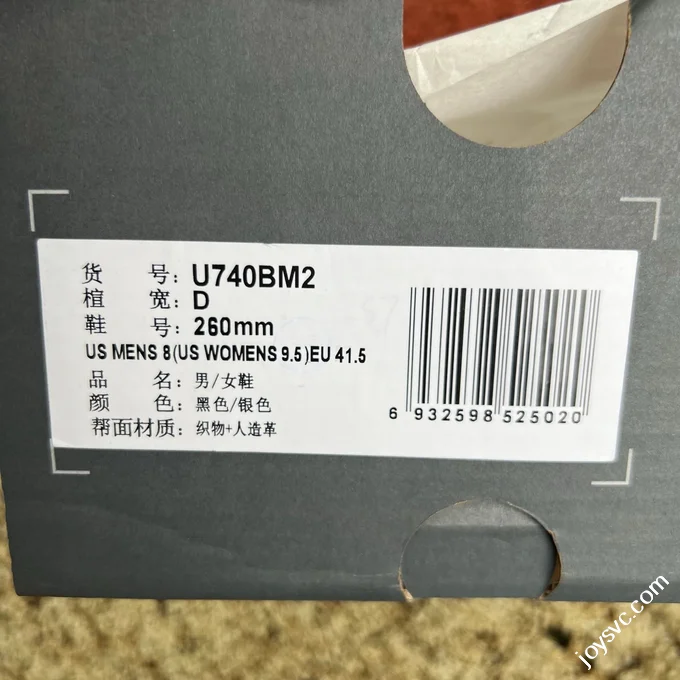 货 号: U740BM2
楦 宽: D
鞋 号: 260mm
US MENS 8(US WOMENS 9.5)EU 41.5
品 名: 男/女鞋
颜 色: 黑色/银色
帮面材质: 织物+人造革
6 932598 525020
joysvc.com